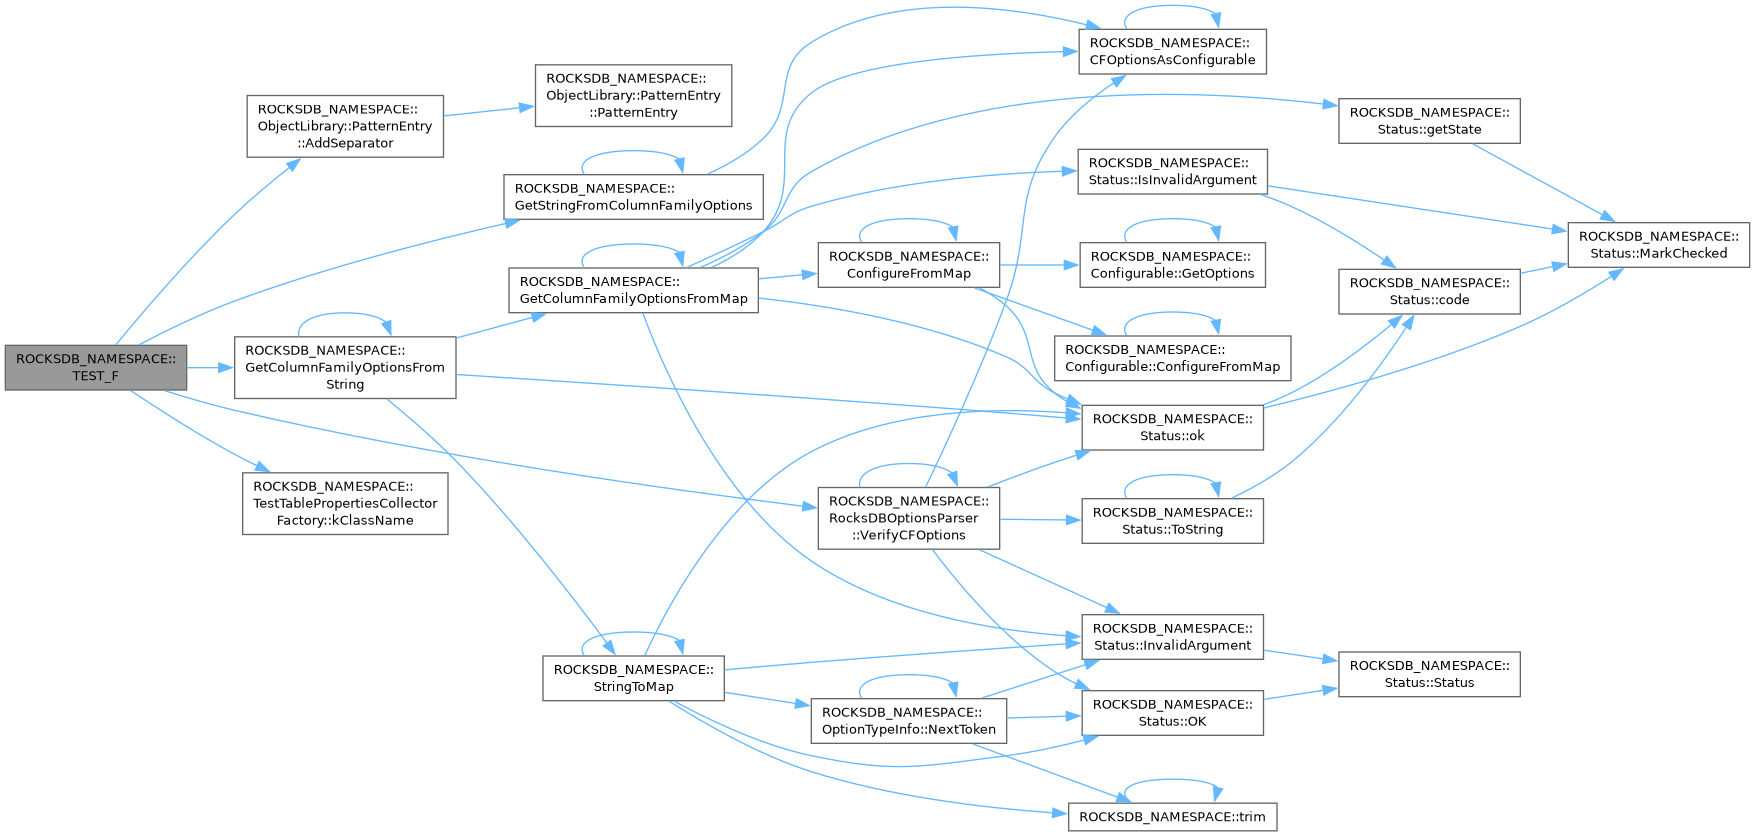 ROCKSDB_NAMESPACE::
TEST_F
ROCKSDB_NAMESPACE::
ObjectLibrary::PatternEntry
::AddSeparator
ROCKSDB_NAMESPACE::
ObjectLibrary::PatternEntry
::PatternEntry
ROCKSDB_NAMESPACE::
GetStringFromColumnFamilyOptions
ROCKSDB_NAMESPACE::
CFOptionsAsConfigurable
ROCKSDB_NAMESPACE::
GetColumnFamilyOptionsFrom
String
ROCKSDB_NAMESPACE::
GetColumnFamilyOptionsFromMap
ROCKSDB_NAMESPACE::
Status::getState
ROCKSDB_NAMESPACE::
Status::IsInvalidArgument
ROCKSDB_NAMESPACE::
Status::MarkChecked
ROCKSDB_NAMESPACE::
ConfigureFromMap
ROCKSDB_NAMESPACE::
Configurable::GetOptions
ROCKSDB_NAMESPACE::
Status::code
ROCKSDB_NAMESPACE::
Configurable::ConfigureFromMap
ROCKSDB_NAMESPACE::
Status::ok
ROCKSDB_NAMESPACE::
TestTablePropertiesCollector
Factory::kClassName
ROCKSDB_NAMESPACE::
RocksDBOptionsParser
::VerifyCFOptions
ROCKSDB_NAMESPACE::
Status::ToString
ROCKSDB_NAMESPACE::
Status::InvalidArgument
ROCKSDB_NAMESPACE::
Status::Status
ROCKSDB_NAMESPACE::
StringToMap
ROCKSDB_NAMESPACE::
OptionTypeInfo::NextToken
ROCKSDB_NAMESPACE::
Status::OK
ROCKSDB_NAMESPACE::trim